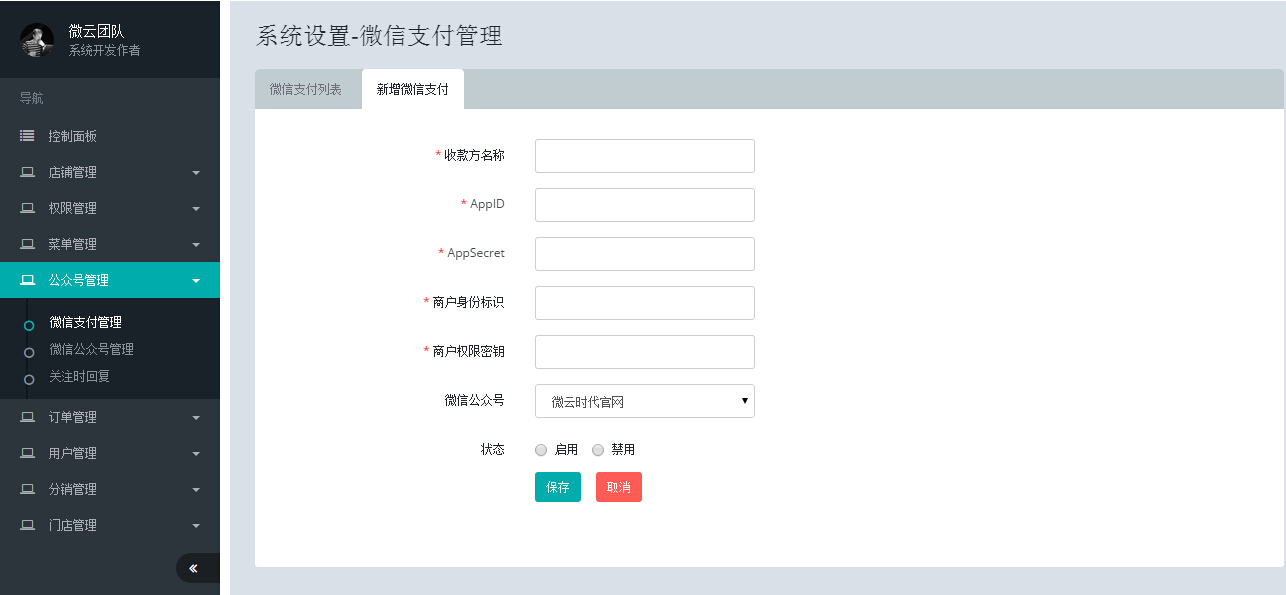 微云团队
系统开发作者
导航
控制面板
店铺管理
权限管理
菜单管理
公众号管理
微信支付管理
微信公众号管理
关注时回复
订单管理
用户管理
分销管理
门店管理
系统设置-微信支付管理
微信支付列表 新增微信支付
* 收款方名称
* AppID
* AppSecret
* 商户身份标识
* 商户权限密钥
微信公众号 微云时代官网
状态 启用 禁用
保存 取消